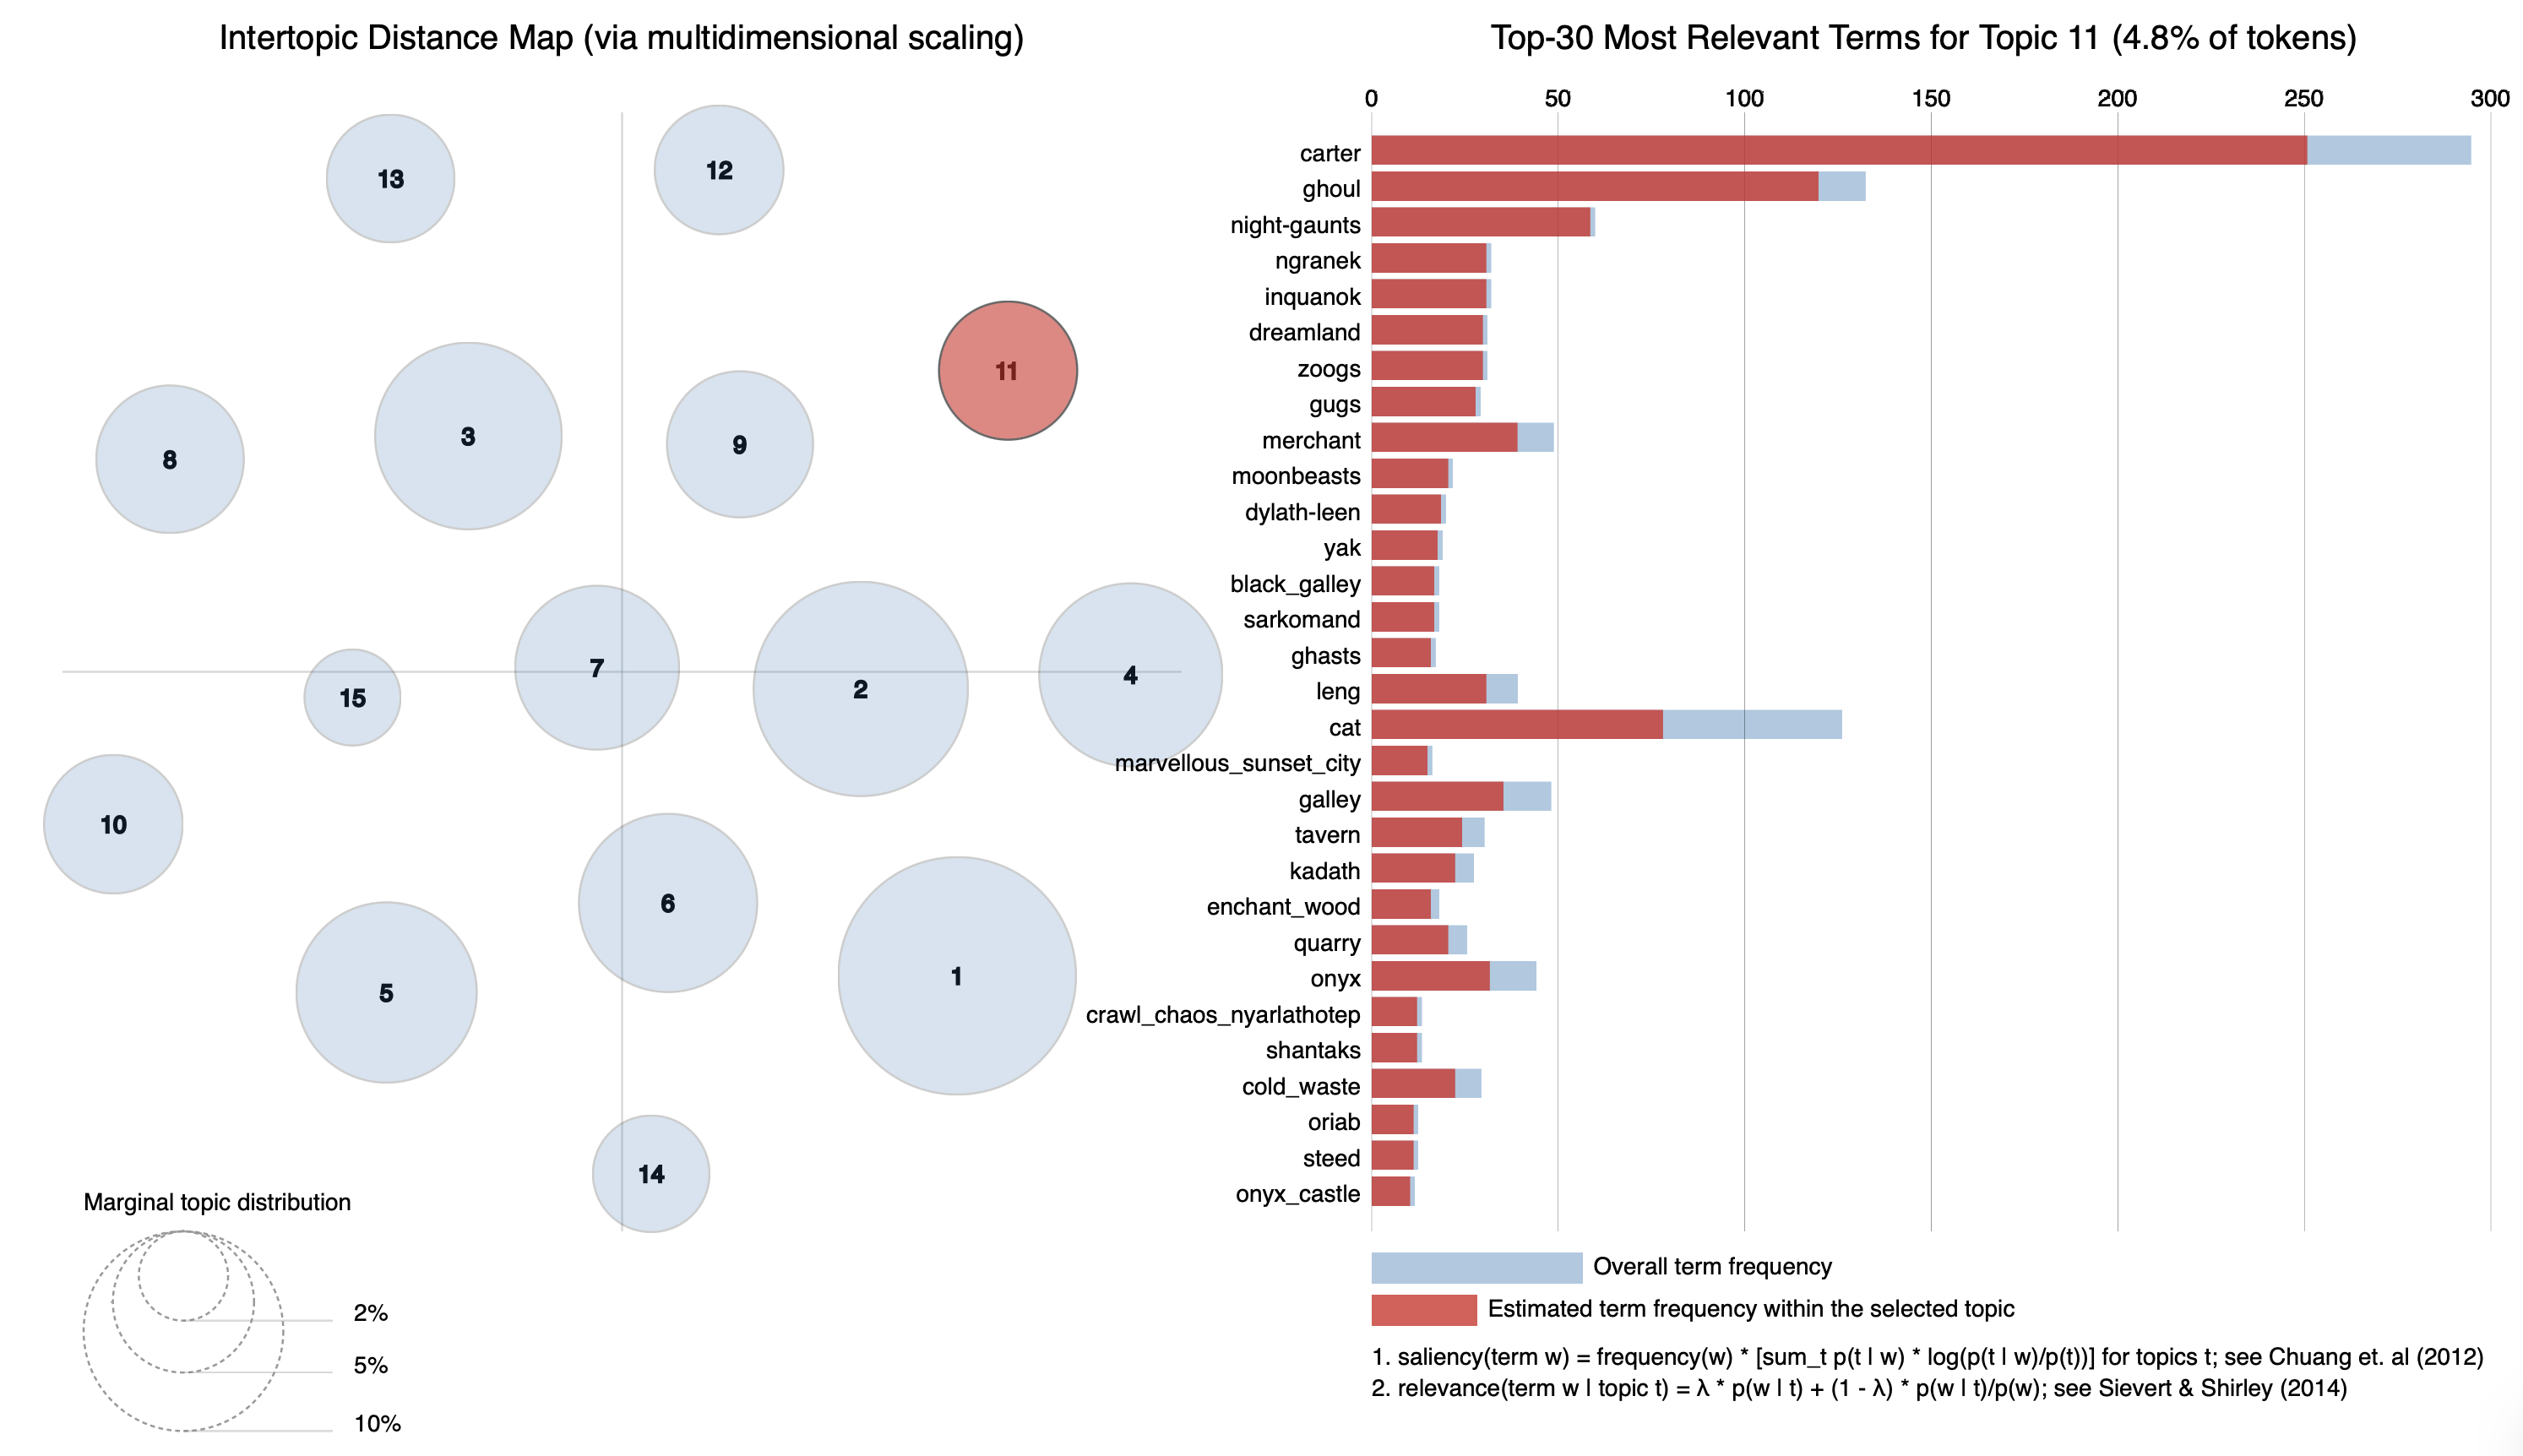 Intertopic Distance Map (via multidimensional scaling)
13
12
11
3
9
8
7
4
2
15
10
6
1
5
14
Marginal topic distribution
2%
5%
10%
Top-30 Most Relevant Terms for Topic 11 (4.8% of tokens)
0 50 100 150 200 250 300
carter
ghoul
night-gaunts
ngranek
inquanok
dreamland
zoogs
gugs
merchant
moonbeasts
dylath-leen
yak
black_galley
sarkomand
ghasts
leng
cat
marvellous_sunset_city
galley
tavern
kadath
enchant_wood
quarry
onyx
crawl_chaos_nyarlathotep
shantaks
cold_waste
oriab
steed
onyx_castle
Overall term frequency
Estimated term frequency within the selected topic
1. saliency(term w) = frequency(w) * [sum_t p(t | w) * log(p(t | w)/p(t))] for topics t; see Chuang et. al (2012)
2. relevance(term w | topic t) = λ * p(w | t) + (1 - λ) * p(w | t)/p(w); see Sievert & Shirley (2014)